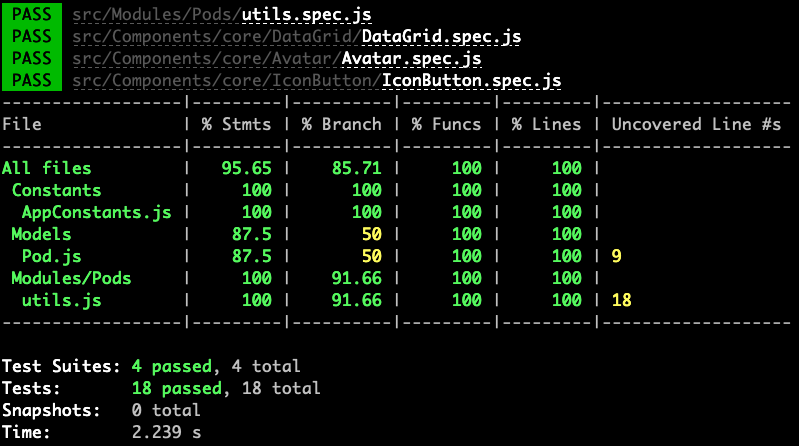 PASS src/Modules/Pods/utils.spec.js
PASS src/Components/core/DataGrid/DataGrid.spec.js
PASS src/Components/core/Avatar/Avatar.spec.js
PASS src/Components/core/IconButton/IconButton.spec.js
------------------|---------|----------|---------|---------|-------------------
File              | % Stmts | % Branch | % Funcs | % Lines | Uncovered Line #s
------------------|---------|----------|---------|---------|-------------------
All files         |   95.65 |    85.71 |     100 |     100 |
 Constants        |     100 |      100 |     100 |     100 |
  AppConstants.js |     100 |      100 |     100 |     100 |
 Models           |    87.5 |       50 |     100 |     100 |
  Pod.js          |    87.5 |       50 |     100 |     100 | 9
 Modules/Pods     |     100 |    91.66 |     100 |     100 |
  utils.js        |     100 |    91.66 |     100 |     100 | 18
------------------|---------|----------|---------|---------|-------------------
Test Suites: 4 passed, 4 total
Tests:       18 passed, 18 total
Snapshots:   0 total
Time:        2.239 s